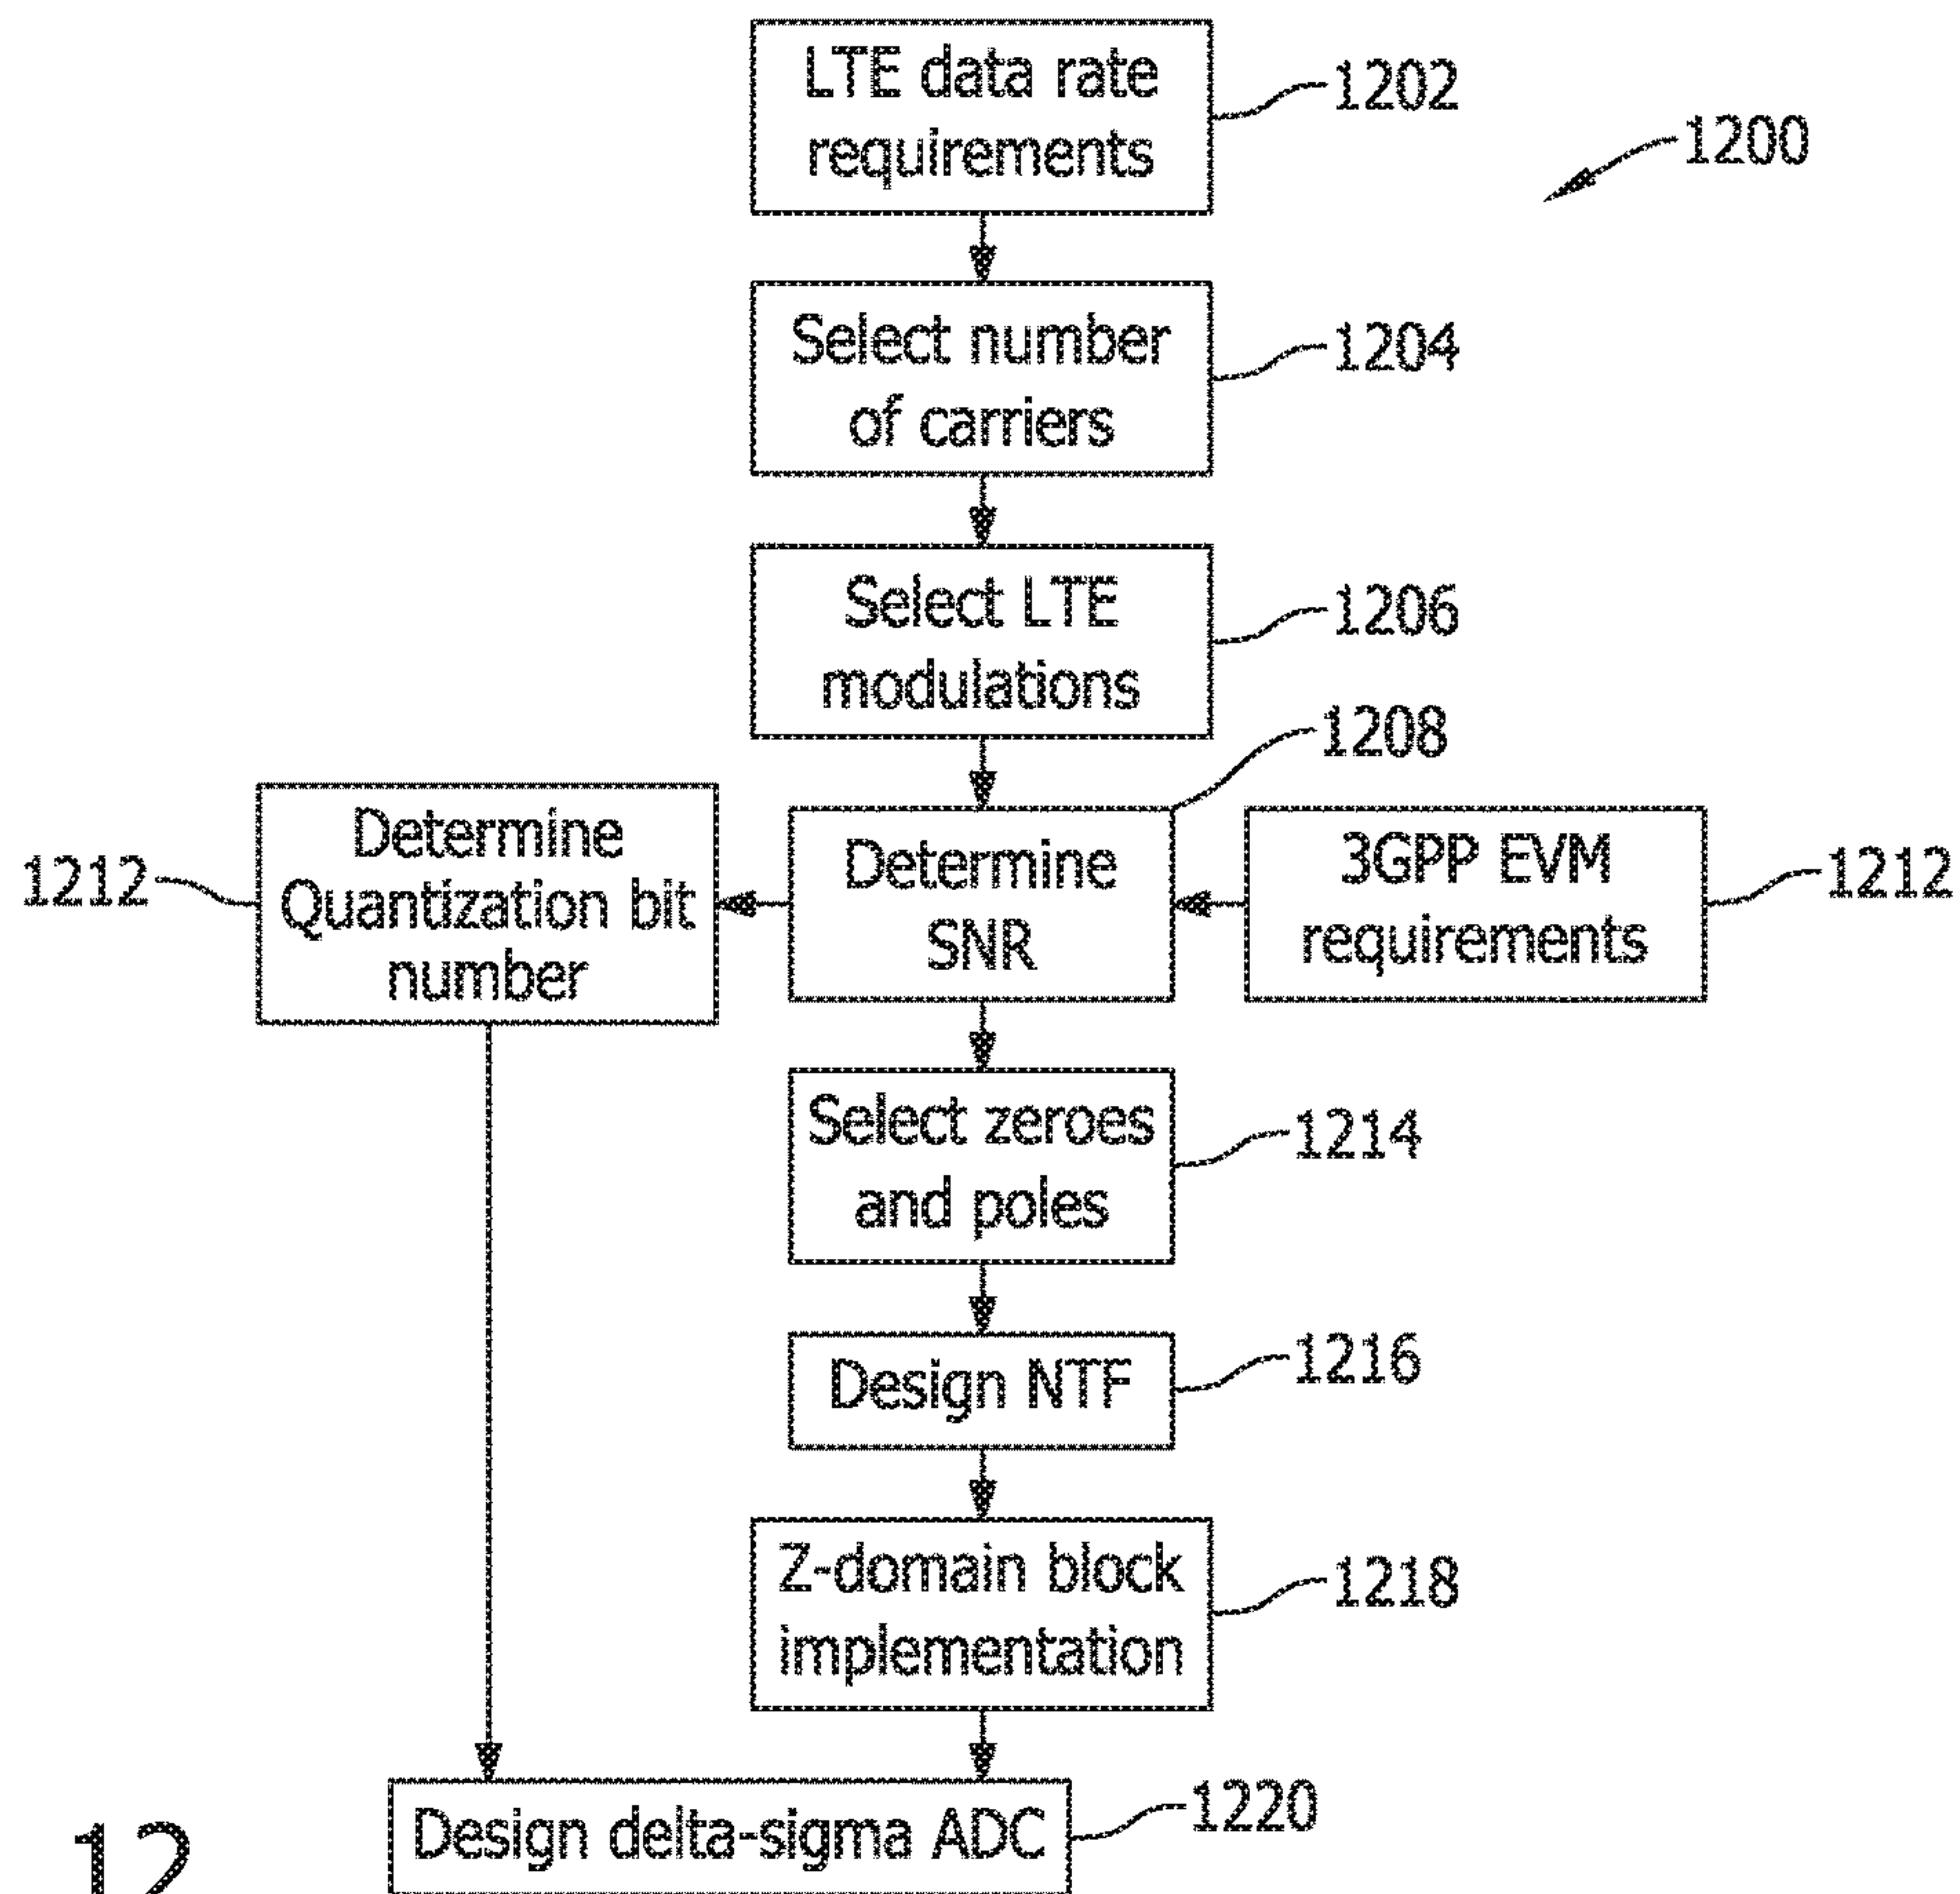 LTE data rate
requirements
1202
1200
Select number
of carriers
1204
Select LTE
modulations
1206
1208
Determine
Quantization bit
number
1212
Determine
SNR
3GPP EVM
requirements
1212
Select zeroes
and poles
1214
Design NTF
1216
Z-domain block
implementation
1218
Design delta-sigma ADC
1220
12